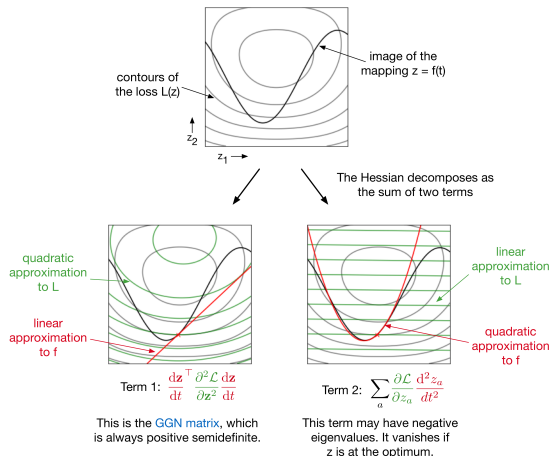 image of the
mapping z = f(t)
contours of
the loss L(z)
z₂
z₁
The Hessian decomposes as
the sum of two terms
quadratic
approximation
to L
linear
approximation
to f
linear
approximation
to L
quadratic
approximation
to f
Term 1: dz/dt ⊤ ∂²ℒ/∂z² dz/dt
Term 2: ∑ₐ ∂ℒ/∂zₐ d²zₐ/dt²
This is the GGN matrix, which
is always positive semidefinite.
This term may have negative
eigenvalues. It vanishes if
z is at the optimum.